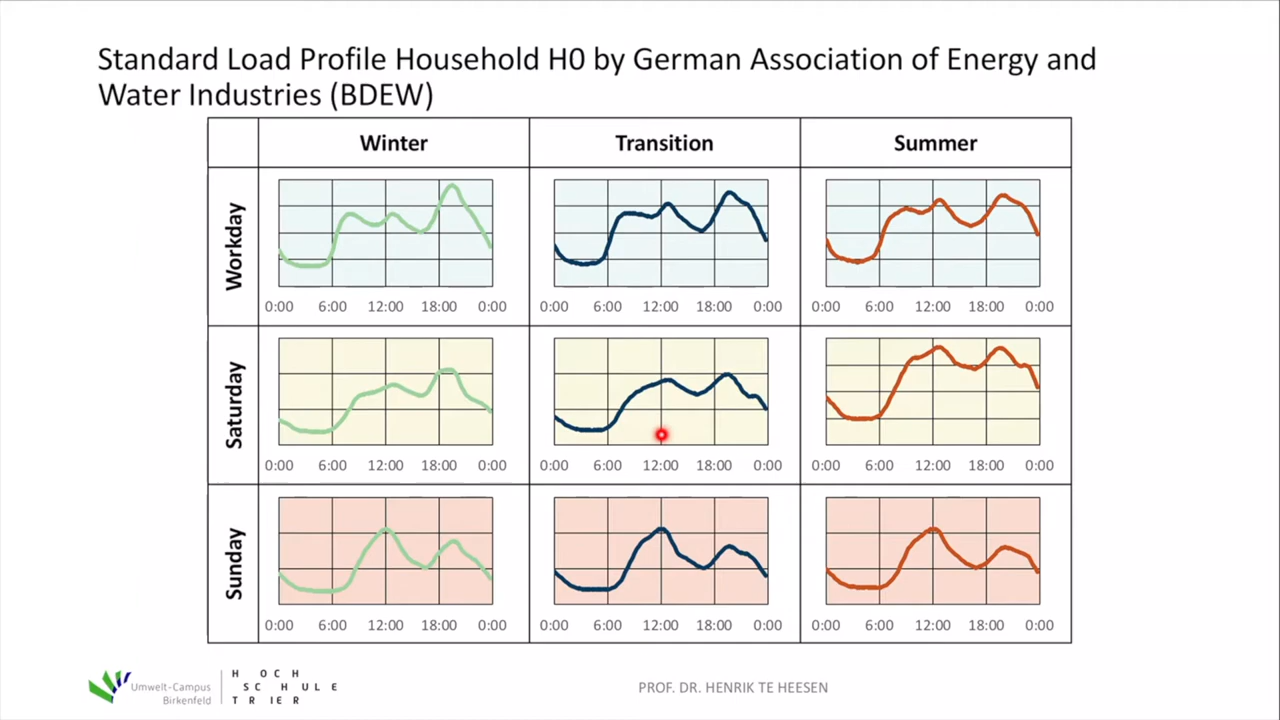 Standard Load Profile Household H0 by German Association of Energy and
Water Industries (BDEW)
Winter Transition Summer
Workday
0:00 6:00 12:00 18:00 0:00 0:00 6:00 12:00 18:00 0:00 0:00 6:00 12:00 18:00 0:00
Saturday
0:00 6:00 12:00 18:00 0:00 0:00 6:00 12:00 18:00 0:00 0:00 6:00 12:00 18:00 0:00
Sunday
0:00 6:00 12:00 18:00 0:00 0:00 6:00 12:00 18:00 0:00 0:00 6:00 12:00 18:00 0:00
Umwelt-Campus
Birkenfeld
H O C H
S C H U L E
T R I E R
PROF. DR. HENRIK TE HEESEN